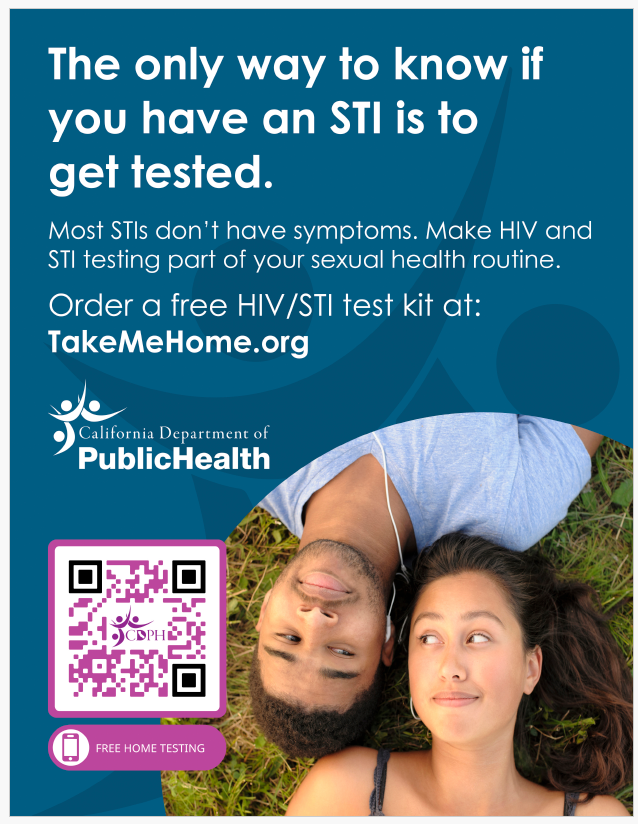 The only way to know if
you have an STI is to
get tested.
Most STIs don’t have symptoms. Make HIV and
STI testing part of your sexual health routine.
Order a free HIV/STI test kit at:
TakeMeHome.org
California Department of
PublicHealth
CDPH
FREE HOME TESTING